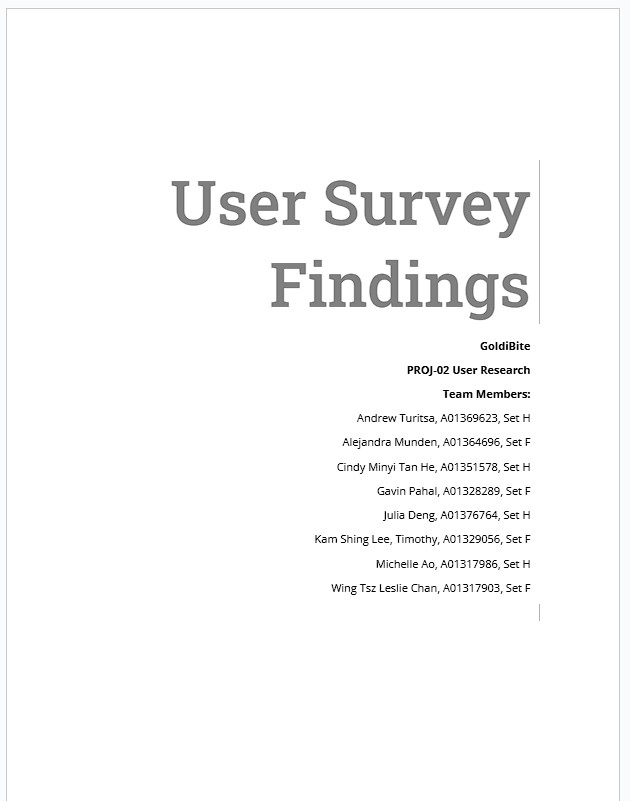 User Survey
Findings
GoldiBite
PROJ-02 User Research
Team Members:
Andrew Turitsa, A01369623, Set H
Alejandra Munden, A01364696, Set F
Cindy Minyi Tan He, A01351578, Set H
Gavin Pahal, A01328289, Set F
Julia Deng, A01376764, Set H
Kam Shing Lee, Timothy, A01329056, Set F
Michelle Ao, A01317986, Set H
Wing Tsz Leslie Chan, A01317903, Set F